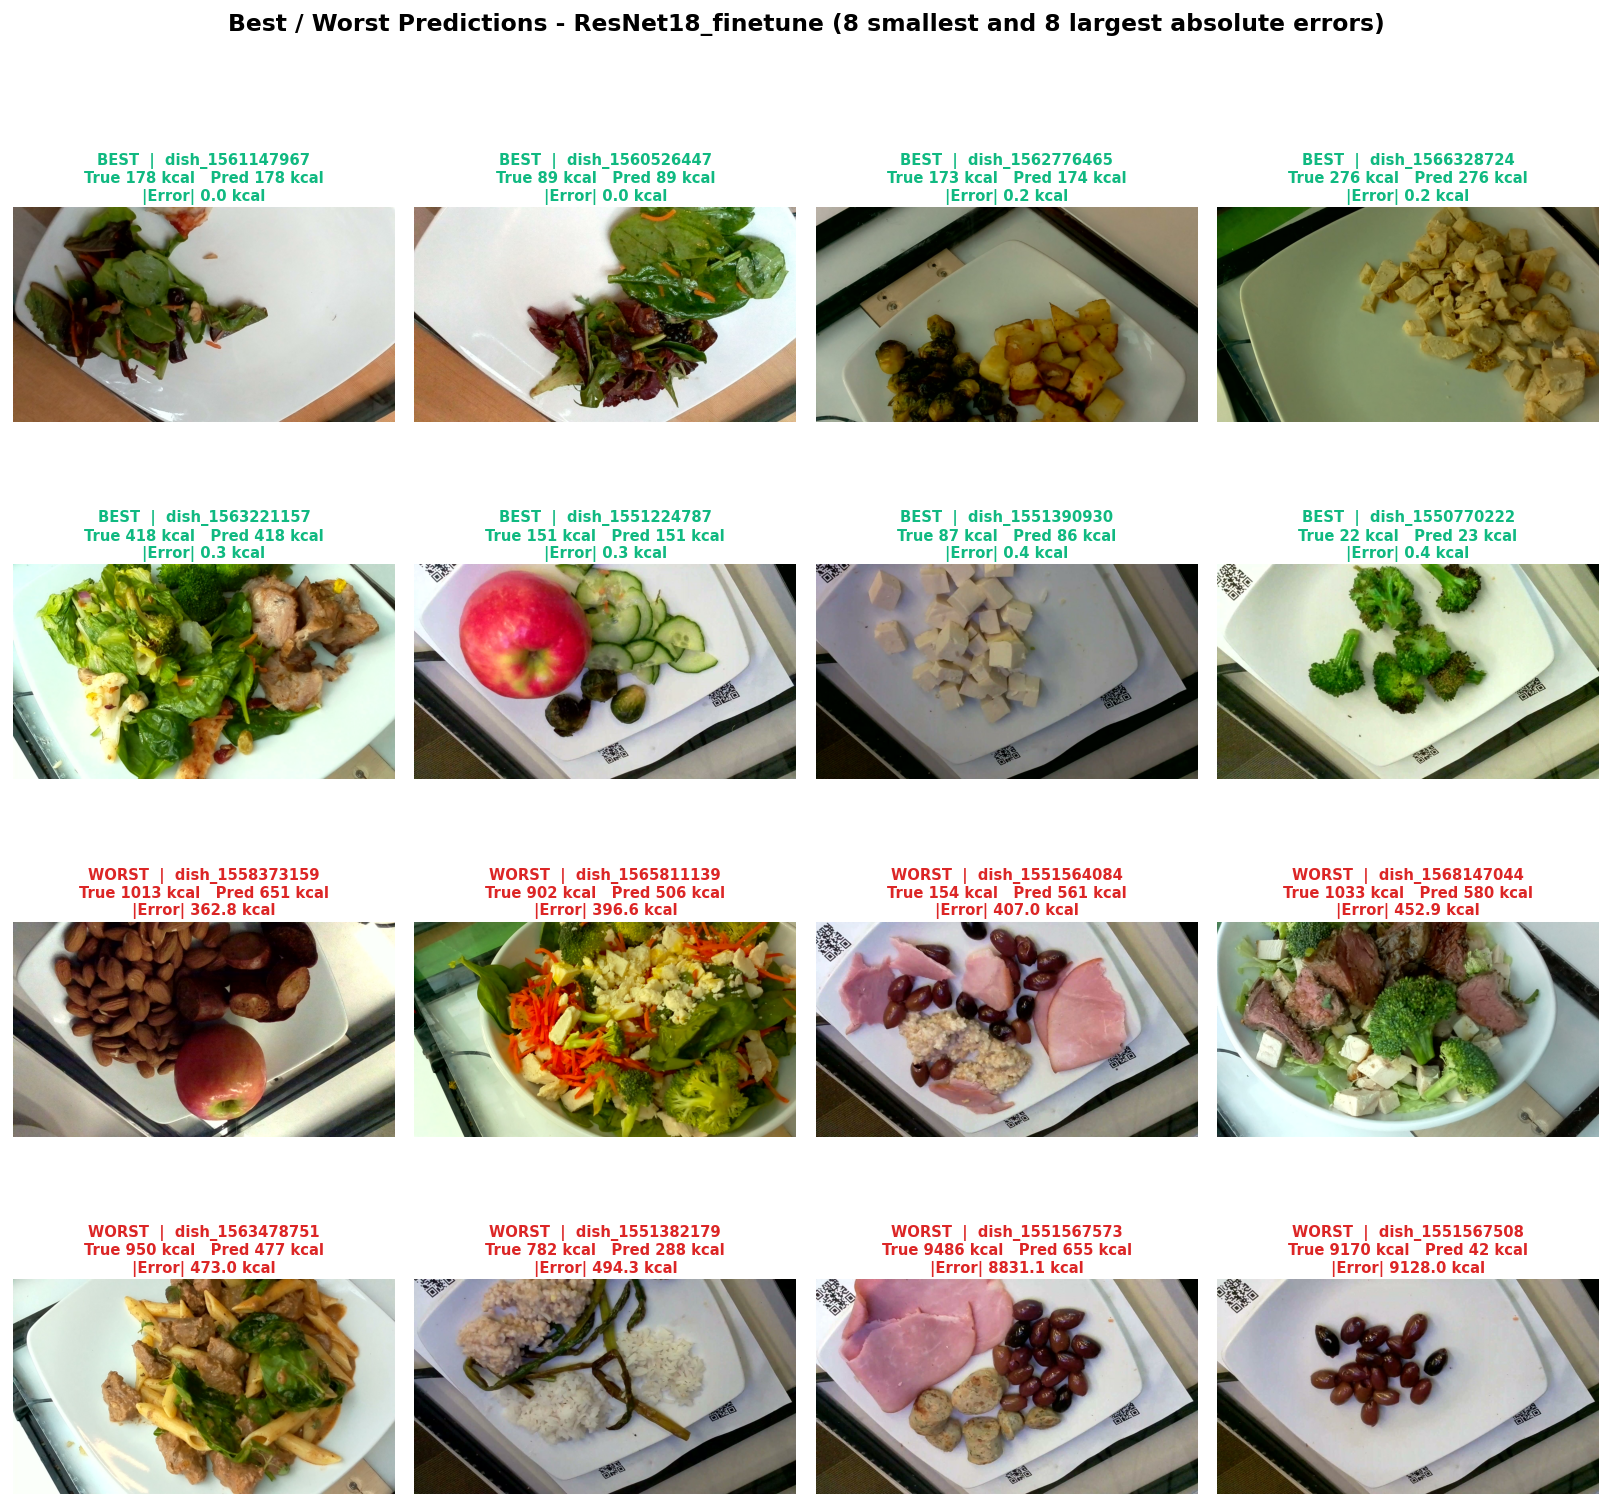 Best / Worst Predictions - ResNet18_finetune (8 smallest and 8 largest absolute errors)
BEST | dish_1561147967
True 178 kcal Pred 178 kcal
|Error| 0.0 kcal
BEST | dish_1560526447
True 89 kcal Pred 89 kcal
|Error| 0.0 kcal
BEST | dish_1562776465
True 173 kcal Pred 174 kcal
|Error| 0.2 kcal
BEST | dish_1566328724
True 276 kcal Pred 276 kcal
|Error| 0.2 kcal
BEST | dish_1563221157
True 418 kcal Pred 418 kcal
|Error| 0.3 kcal
BEST | dish_1551224787
True 151 kcal Pred 151 kcal
|Error| 0.3 kcal
BEST | dish_1551390930
True 87 kcal Pred 86 kcal
|Error| 0.4 kcal
BEST | dish_1550770222
True 22 kcal Pred 23 kcal
|Error| 0.4 kcal
WORST | dish_1558373159
True 1013 kcal Pred 651 kcal
|Error| 362.8 kcal
WORST | dish_1565811139
True 902 kcal Pred 506 kcal
|Error| 396.6 kcal
WORST | dish_1551564084
True 154 kcal Pred 561 kcal
|Error| 407.0 kcal
WORST | dish_1568147044
True 1033 kcal Pred 580 kcal
|Error| 452.9 kcal
WORST | dish_1563478751
True 950 kcal Pred 477 kcal
|Error| 473.0 kcal
WORST | dish_1551382179
True 782 kcal Pred 288 kcal
|Error| 494.3 kcal
WORST | dish_1551567573
True 9486 kcal Pred 655 kcal
|Error| 8831.1 kcal
WORST | dish_1551567508
True 9170 kcal Pred 42 kcal
|Error| 9128.0 kcal